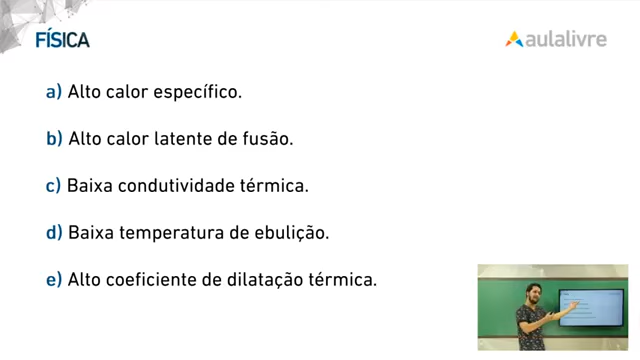 FÍSICA
aulalivre
a) Alto calor específico.
b) Alto calor latente de fusão.
c) Baixa condutividade térmica.
d) Baixa temperatura de ebulição.
e) Alto coeficiente de dilatação térmica.